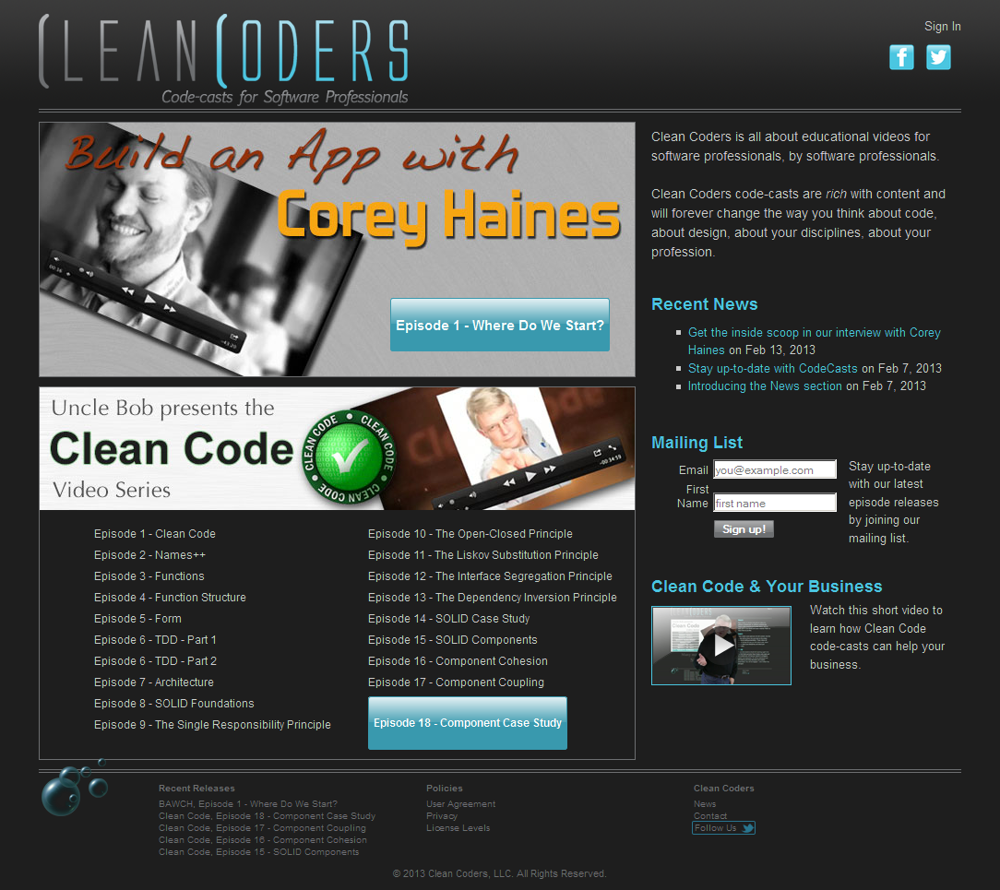 CLEAN CODERS
Code-casts for Software Professionals
Sign In
Build an App with
Corey Haines
00:34
-43:20
Episode 1 - Where Do We Start?
Uncle Bob presents the
Clean Code
Video Series
CLEAN CODE • CLEAN CODE • CLEAN CODE
-00:34:59
Episode 1 - Clean Code
Episode 2 - Names++
Episode 3 - Functions
Episode 4 - Function Structure
Episode 5 - Form
Episode 6 - TDD - Part 1
Episode 6 - TDD - Part 2
Episode 7 - Architecture
Episode 8 - SOLID Foundations
Episode 9 - The Single Responsibility Principle
Episode 10 - The Open-Closed Principle
Episode 11 - The Liskov Substitution Principle
Episode 12 - The Interface Segregation Principle
Episode 13 - The Dependency Inversion Principle
Episode 14 - SOLID Case Study
Episode 15 - SOLID Components
Episode 16 - Component Cohesion
Episode 17 - Component Coupling
Episode 18 - Component Case Study
Clean Coders is all about educational videos for
software professionals, by software professionals.
Clean Coders code-casts are rich with content and
will forever change the way you think about code,
about design, about your disciplines, about your
profession.
Recent News
Get the inside scoop in our interview with Corey
Haines on Feb 13, 2013
Stay up-to-date with CodeCasts on Feb 7, 2013
Introducing the News section on Feb 7, 2013
Mailing List
Email you@example.com
First
Name first name
Sign up!
Stay up-to-date
with our latest
episode releases
by joining our
mailing list.
Clean Code & Your Business
CLEAN CODERS
Clean Code
Watch this short video to
learn how Clean Code
code-casts can help your
business.
Recent Releases
BAWCH, Episode 1 - Where Do We Start?
Clean Code, Episode 18 - Component Case Study
Clean Code, Episode 17 - Component Coupling
Clean Code, Episode 16 - Component Cohesion
Clean Code, Episode 15 - SOLID Components
Policies
User Agreement
Privacy
License Levels
Clean Coders
News
Contact
Follow Us
© 2013 Clean Coders, LLC. All Rights Reserved.